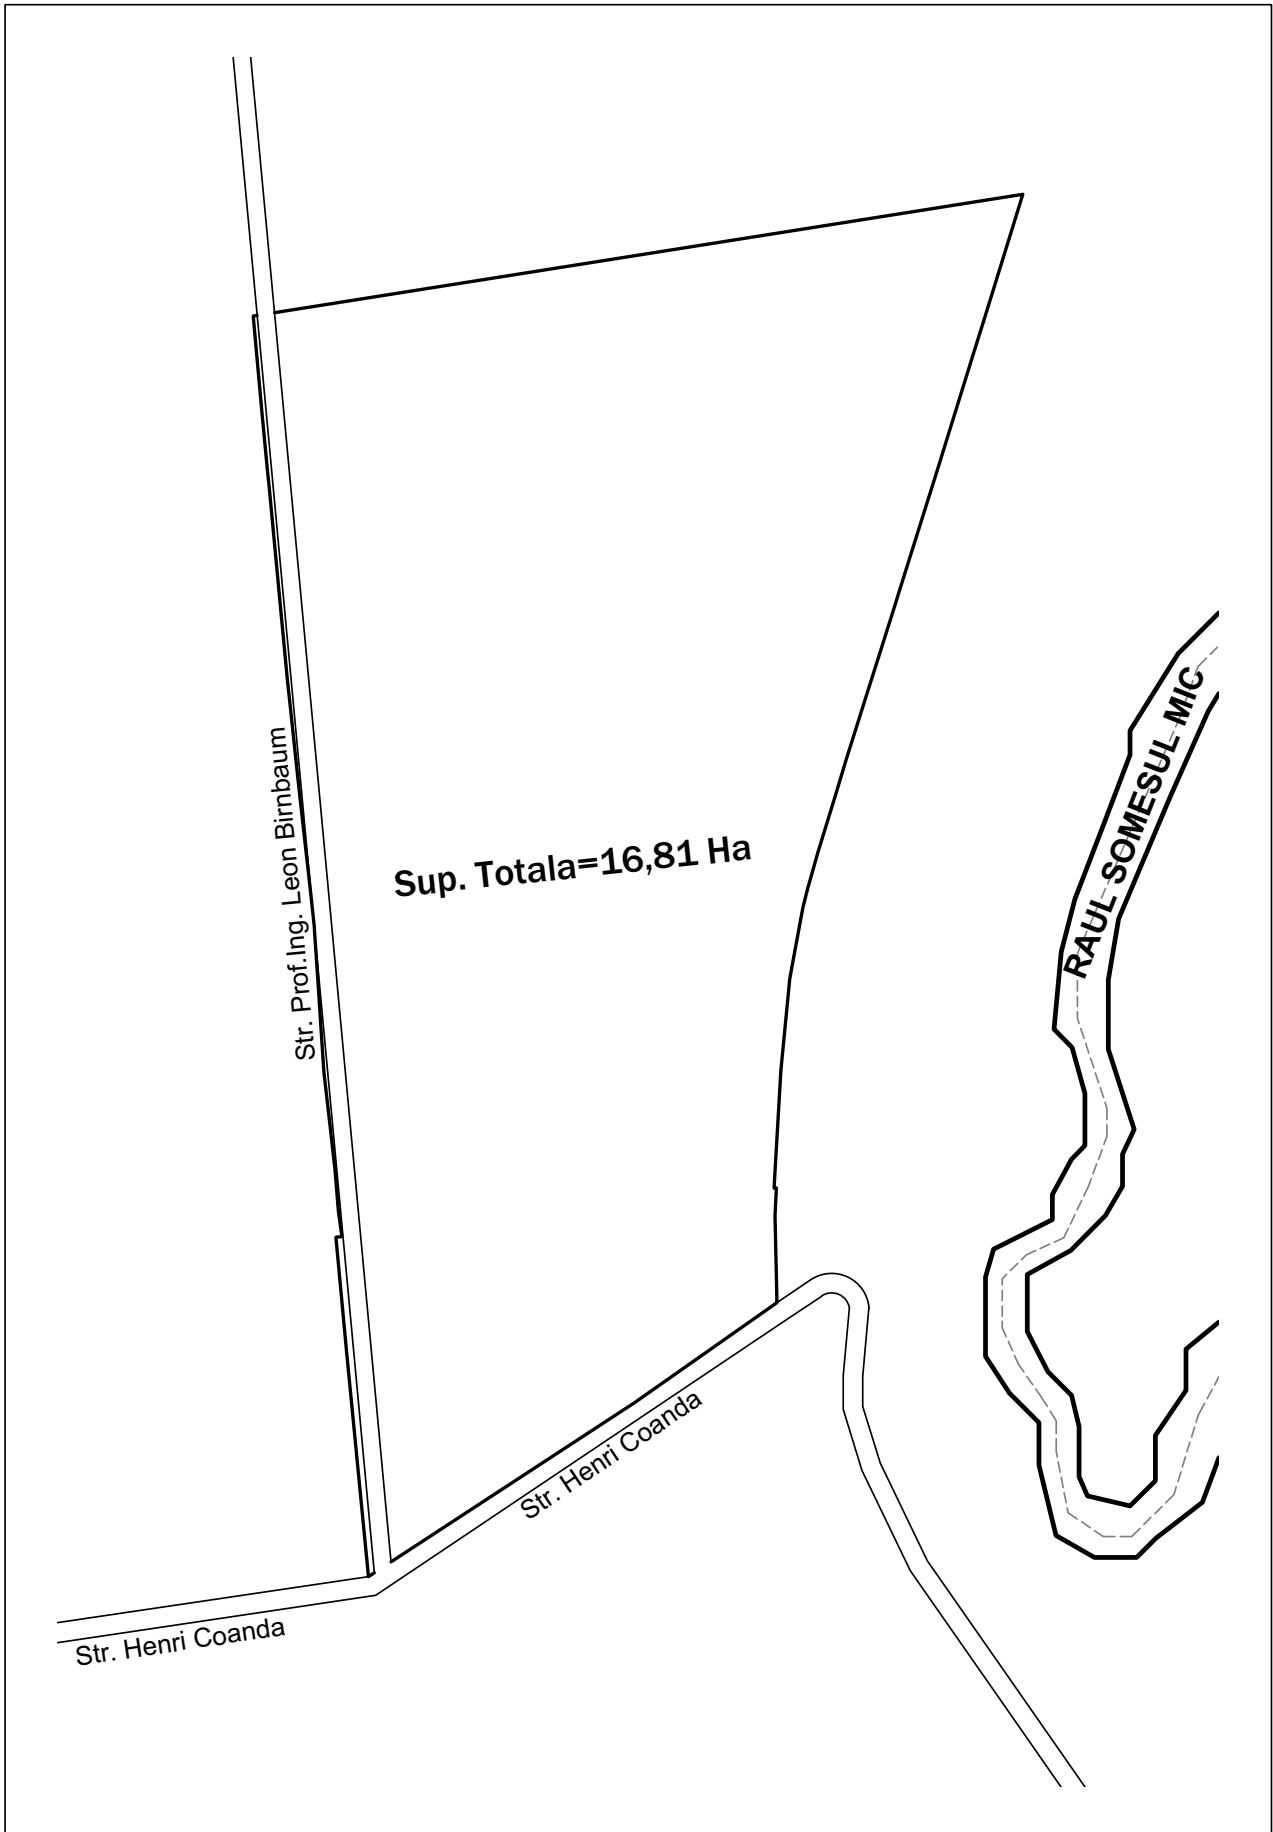 RAUL SOMESUL MIC
Str. Prof.Ing. Leon Birnbaum
Sup. Totala=16,81 Ha
Str. Henri Coanda
Str. Henri Coanda